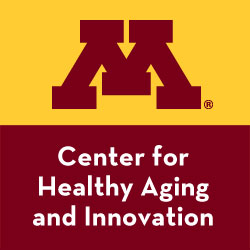 M®
Center for
Healthy Aging
and Innovation